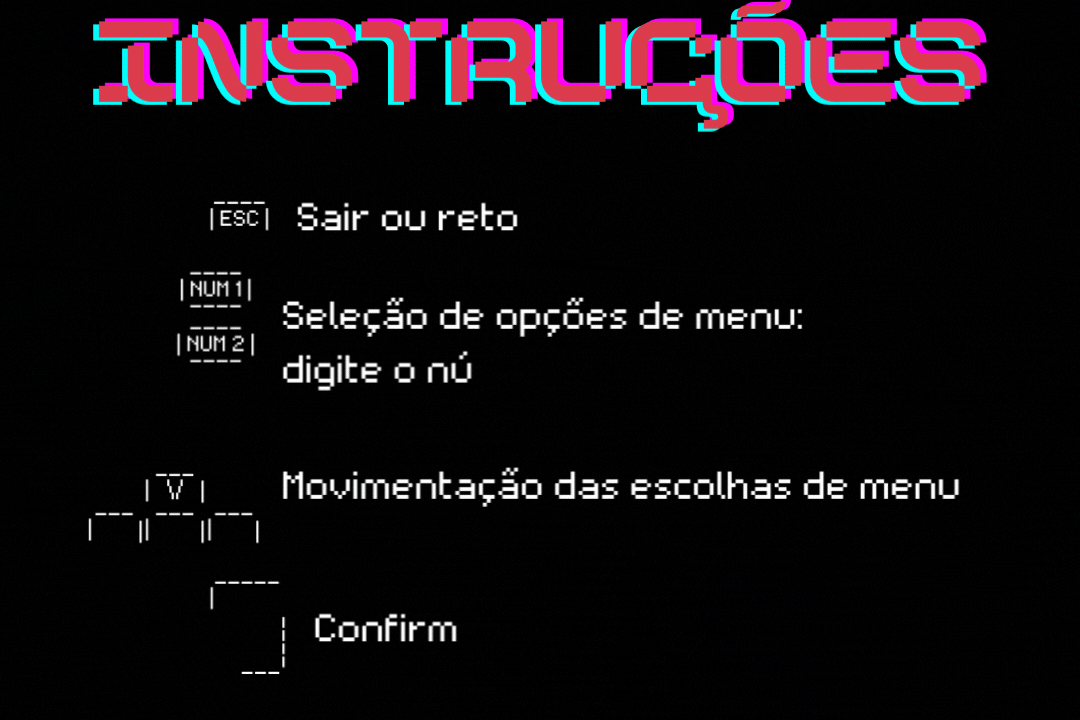 INSTRUÇÕES
ESC Sair ou reto
NUM 1
NUM 2
Seleção de opções de menu:
digite o nú
Movimentação das escolhas de menu
Confirm